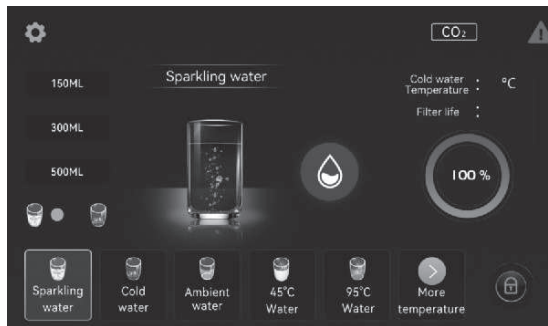 CO₂
Sparkling water
150ML
300ML
500ML
Cold water
Temperature : °C
Filter life :
100 %
Sparkling
water
Cold
water
Ambient
water
45°C
Water
95°C
Water
More
temperature